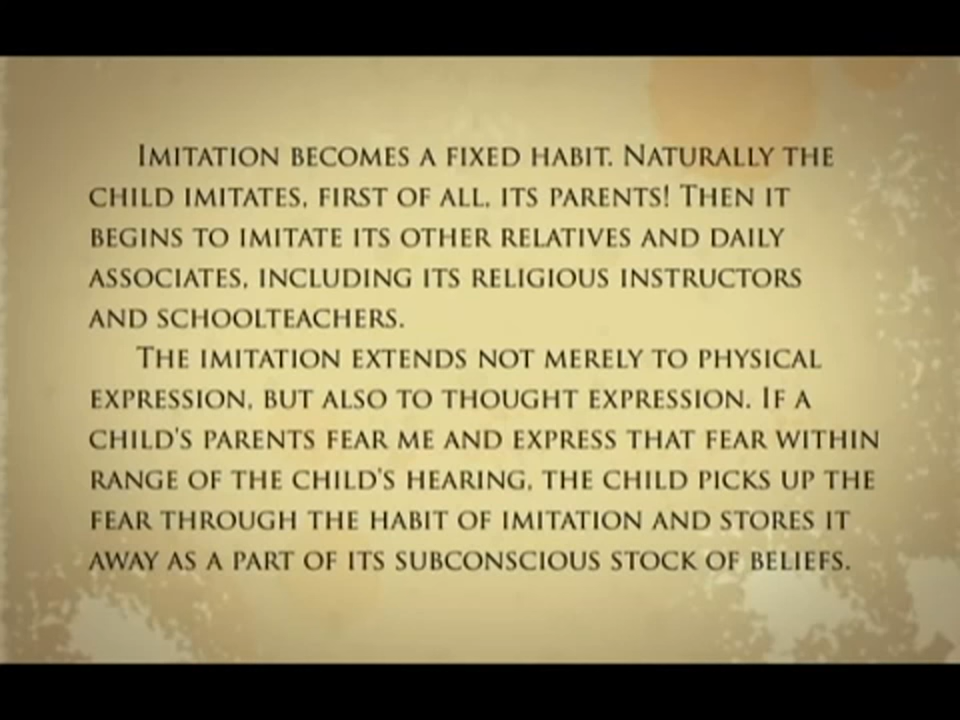 Imitation becomes a fixed habit. Naturally the
child imitates, first of all, its parents! Then it
begins to imitate its other relatives and daily
associates, including its religious instructors
and schoolteachers.
The imitation extends not merely to physical
expression, but also to thought expression. If a
child's parents fear me and express that fear within
range of the child's hearing, the child picks up the
fear through the habit of imitation and stores it
away as a part of its subconscious stock of beliefs.